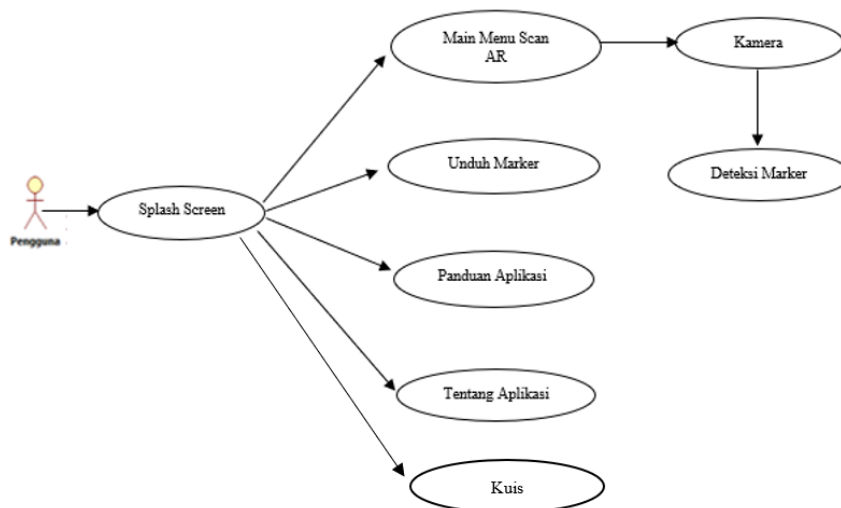 Main Menu Scan
AR
Kamera
Unduh Marker
Deteksi Marker
Splash Screen
Pengguna
Panduan Aplikasi
Tentang Aplikasi
Kuis